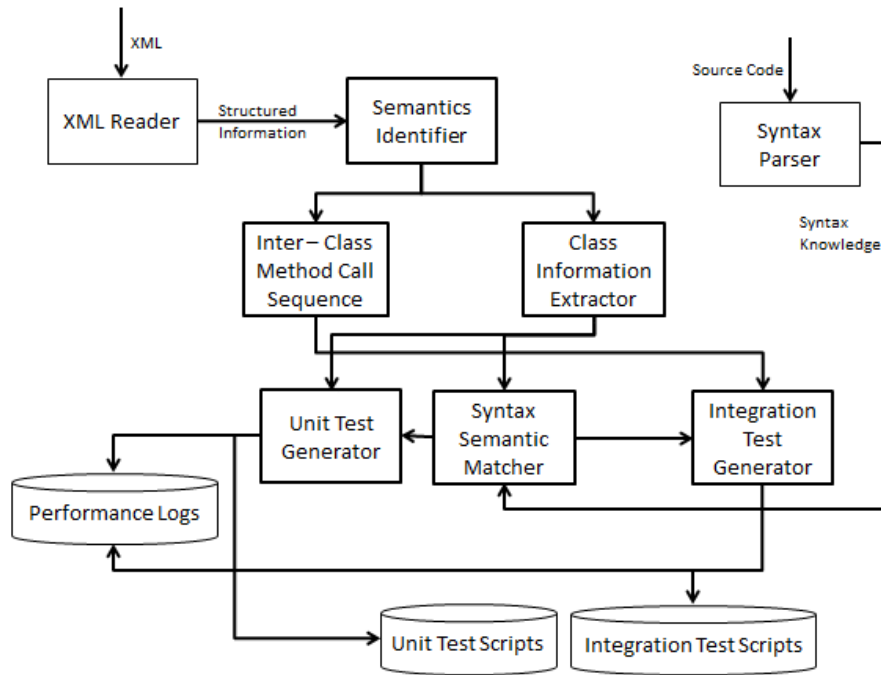 XML
XML Reader
Structured
Information
Semantics
Identifier
Source Code
Syntax
Parser
Syntax
Knowledge
Inter – Class
Method Call
Sequence
Class
Information
Extractor
Unit Test
Generator
Syntax
Semantic
Matcher
Integration
Test
Generator
Performance Logs
Unit Test Scripts
Integration Test Scripts